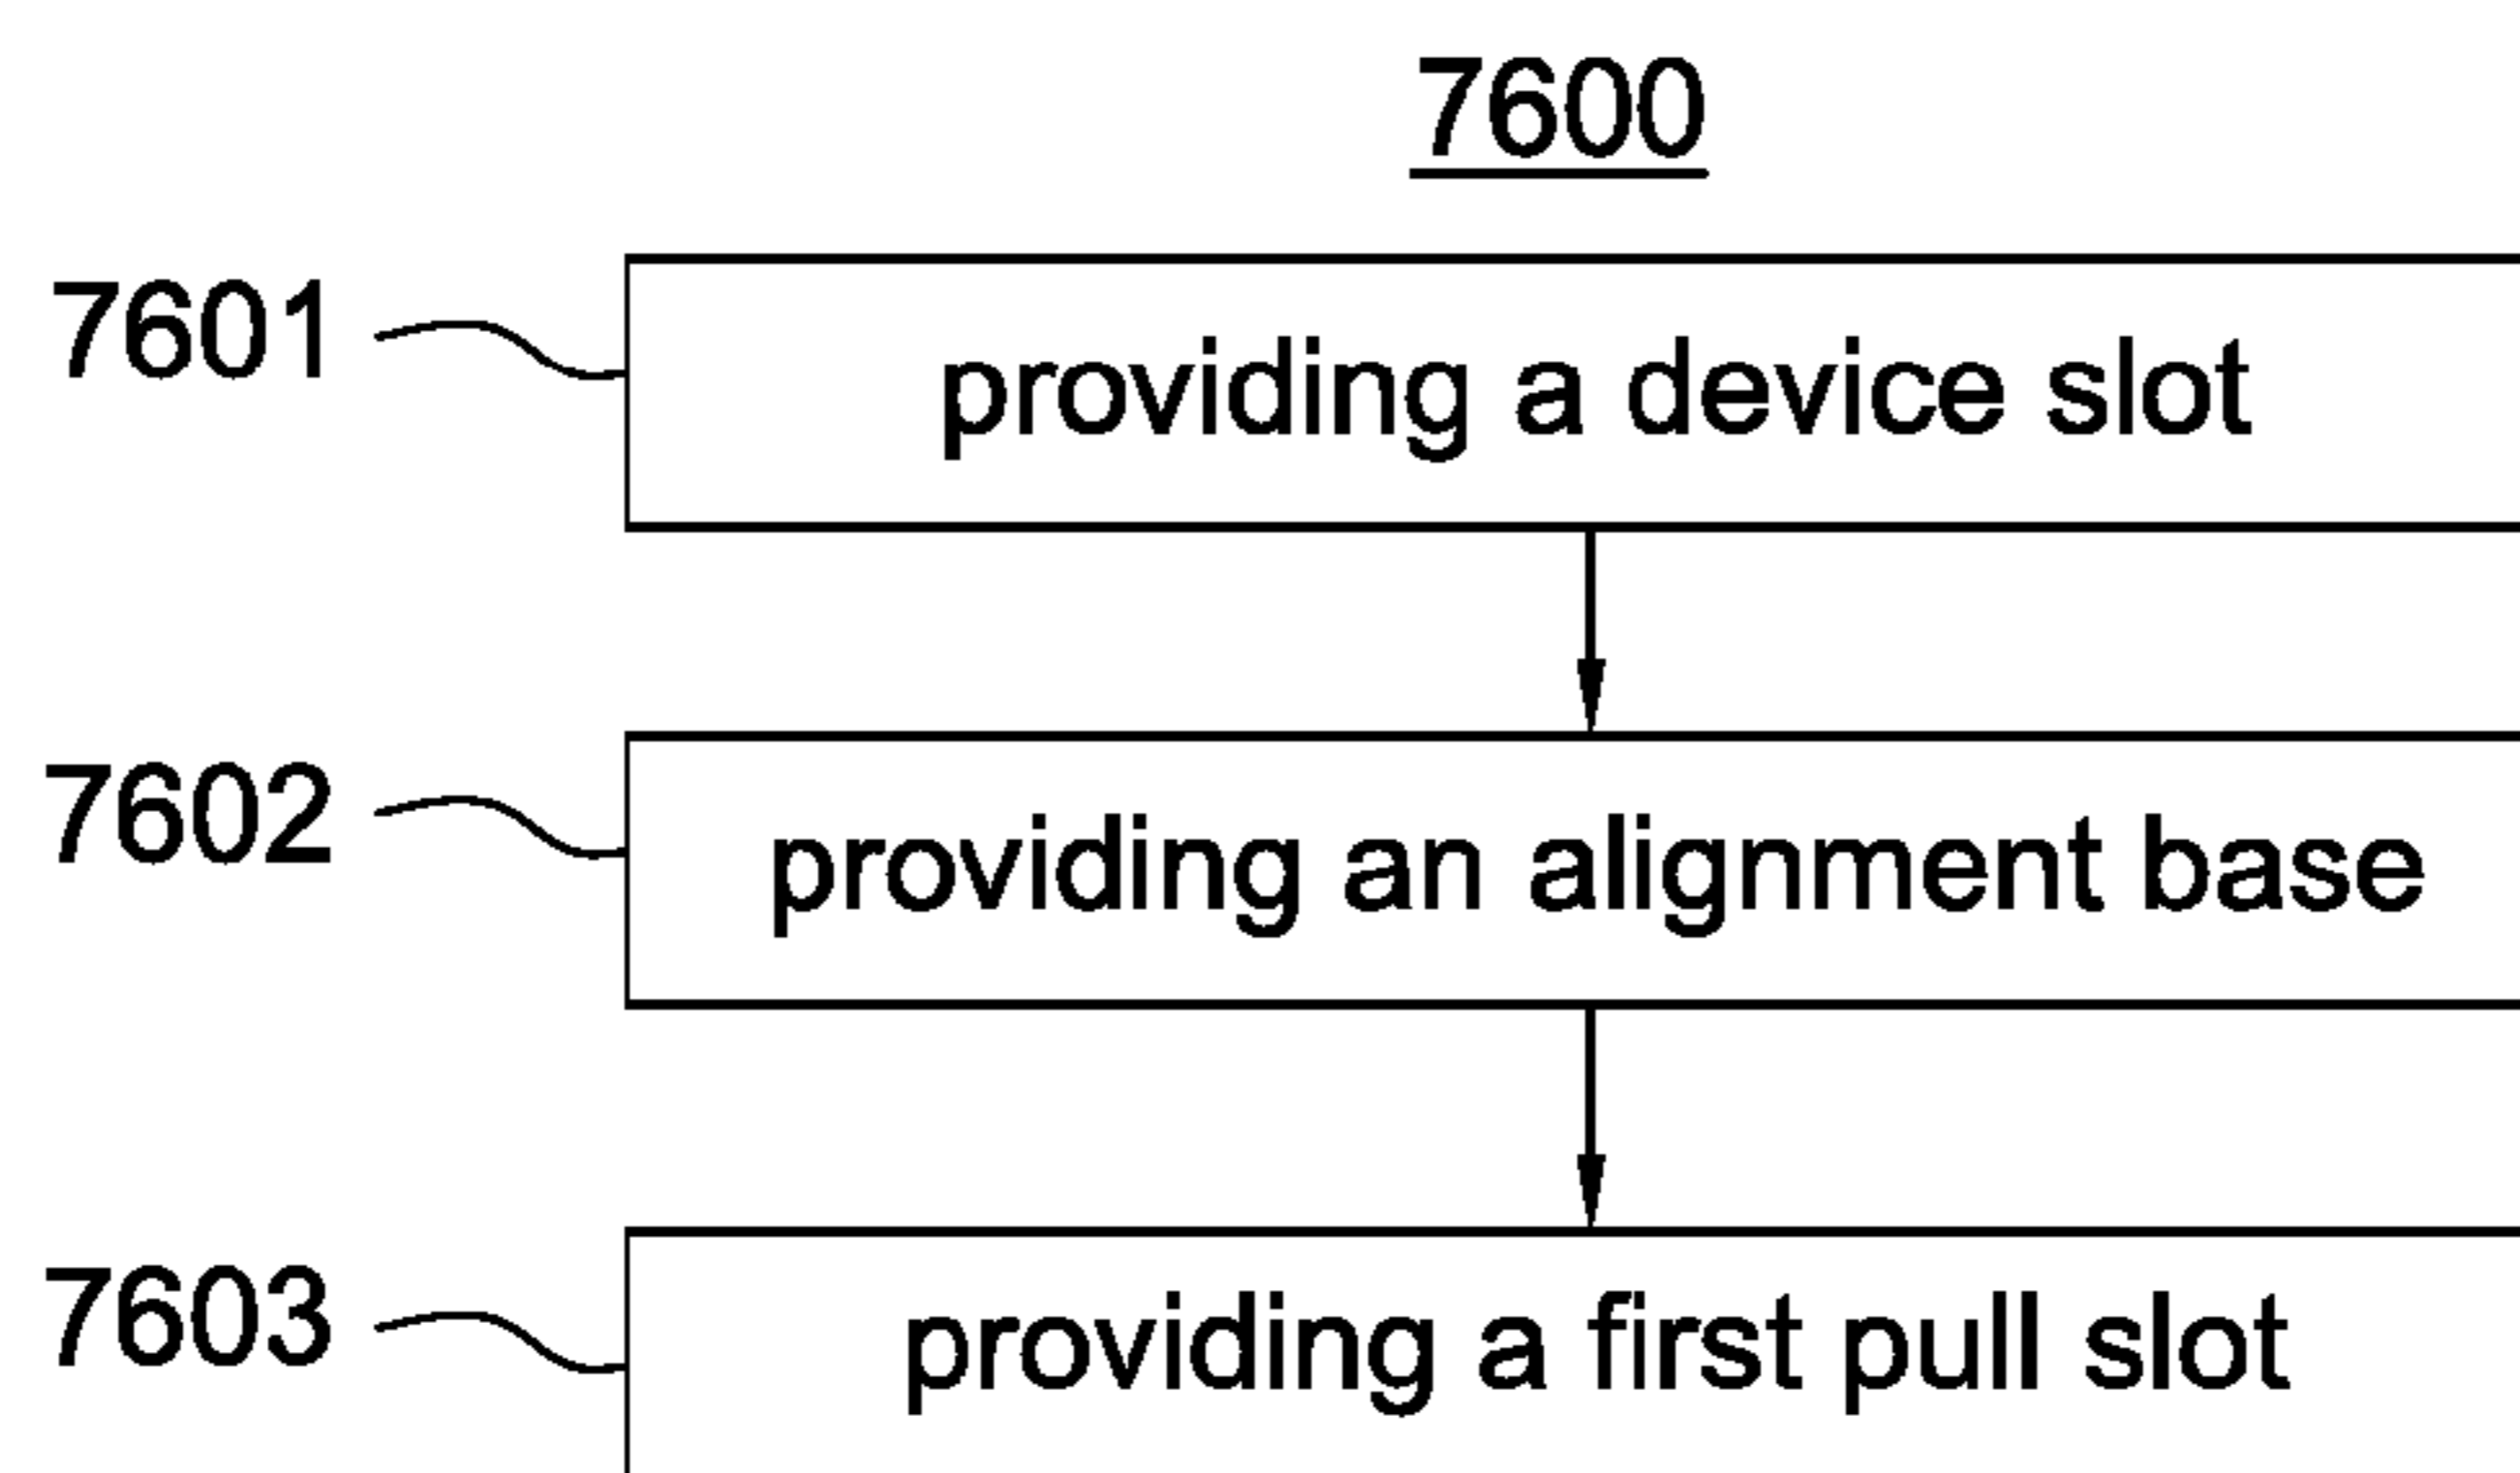 7600
7601 providing a device slot
7602 providing an alignment base
7603 providing a first pull slot